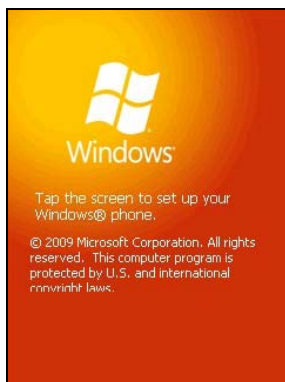 Windows
Tap the screen to set up your
Windows® phone.
© 2009 Microsoft Corporation. All rights
reserved. This computer program is
protected by U.S. and international
copyright laws.